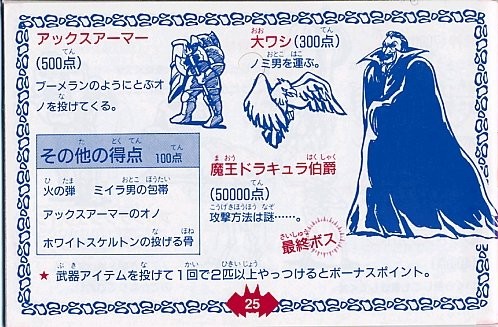 アックスアーマー
(500点)
ブーメランのようにとぶオ
ノを投げてくる。
大ワシ(300点)
ノミ男を運ぶ。
その他の得点 100点
火の弾 ミイラ男の包帯
アックスアーマーのオノ
ホワイトスケルトンの投げる骨
魔王ドラキュラ伯爵
(50000点)
攻撃方法は謎……。
最終ボス
★ 武器アイテムを投げて1回で2匹以上やっつけるとボーナスポイント。
25